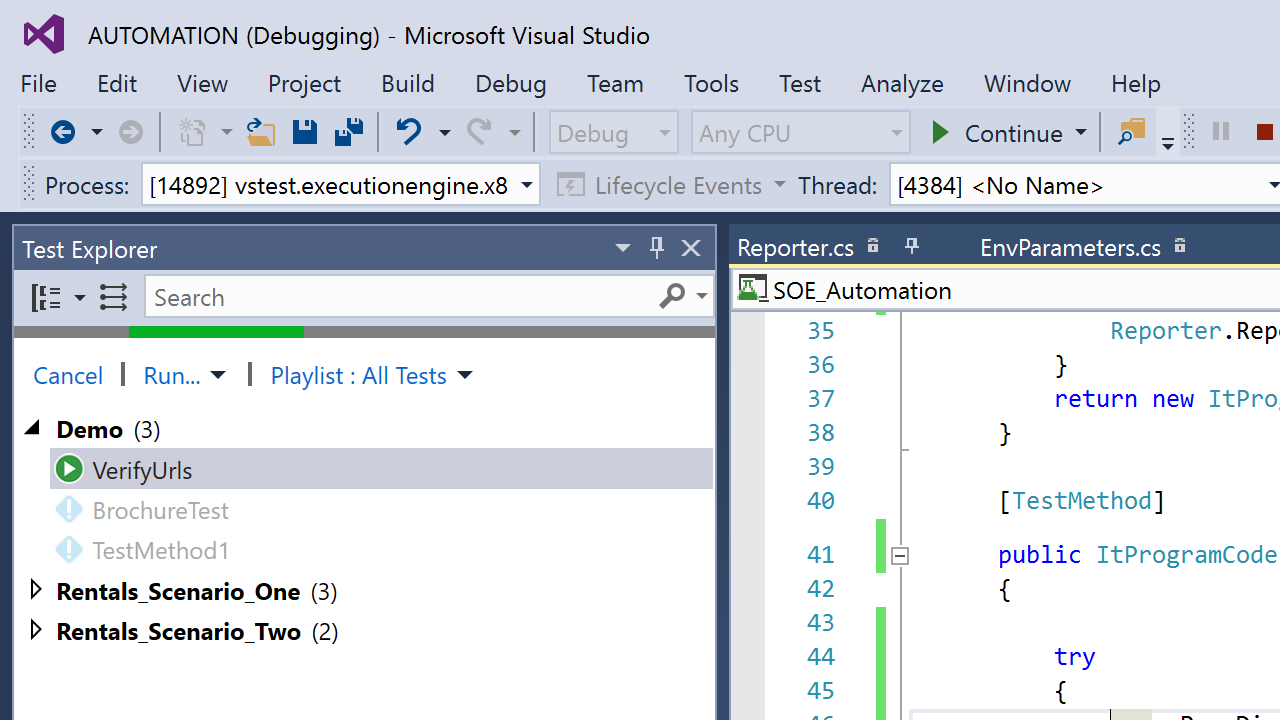 AUTOMATION (Debugging) - Microsoft Visual Studio
File Edit View Project Build Debug Team Tools Test Analyze Window Help
Debug Any CPU Continue
Process: [14892] vstest.executionengine.x8 Lifecycle Events Thread: [4384] <No Name>
Test Explorer
Search
Cancel | Run... | Playlist : All Tests
Demo (3)
VerifyUrls
BrochureTest
TestMethod1
Rentals_Scenario_One (3)
Rentals_Scenario_Two (2)
Reporter.cs EnvParameters.cs
SOE_Automation
35 Reporter.Rep
36 }
37 return new ItPro
38 }
39
40 [TestMethod]
41 public ItProgramCode
42 {
43
44 try
45 {